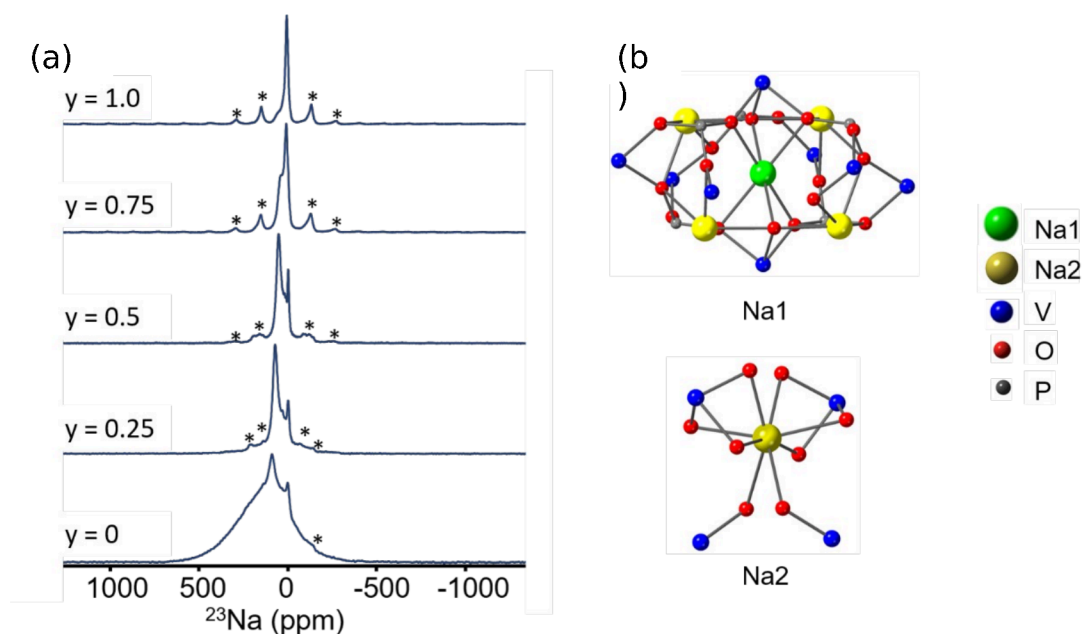 (a)
y = 1.0
* * * *
y = 0.75
* * * *
y = 0.5
* * * *
y = 0.25
* * * *
y = 0
*
1000 500 0 -500 -1000
²³Na (ppm)
(b
)
Na1
Na2
Na1
Na2
V
O
P